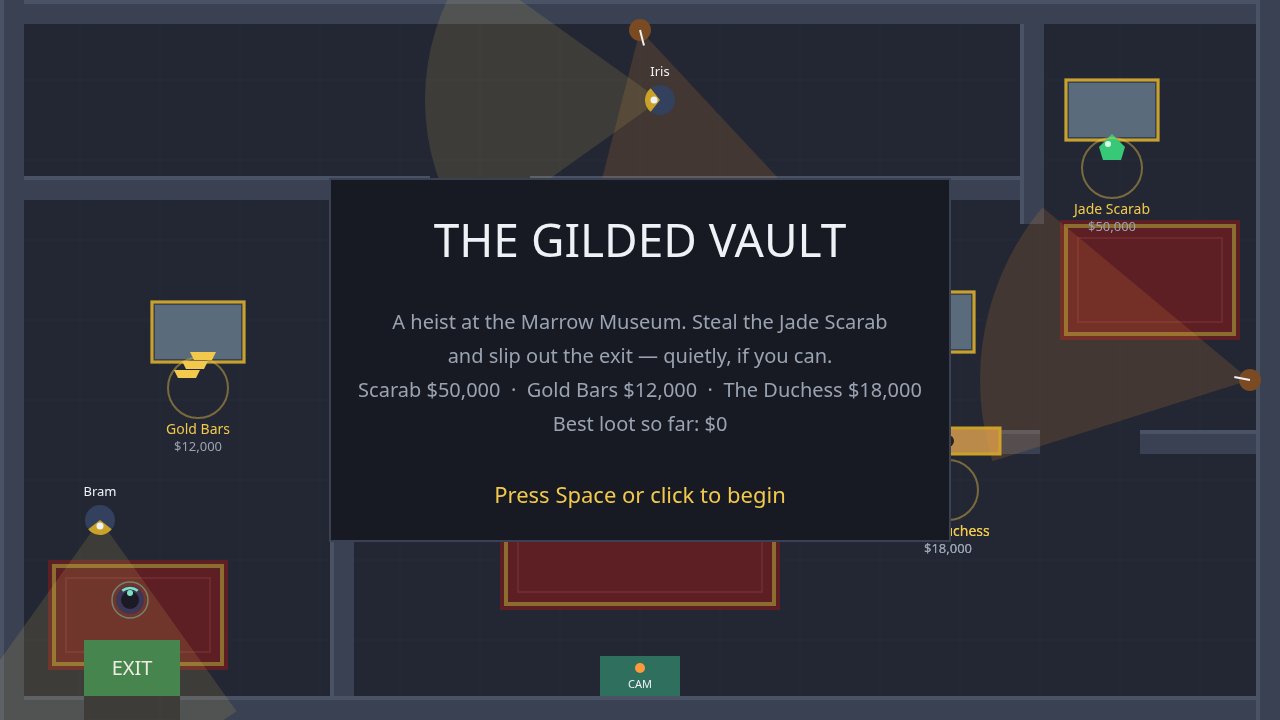 Iris
Jade Scarab
$50,000
THE GILDED VAULT
A heist at the Marrow Museum. Steal the Jade Scarab
and slip out the exit — quietly, if you can.
Scarab $50,000 · Gold Bars $12,000 · The Duchess $18,000
Best loot so far: $0
Press Space or click to begin
Gold Bars
$12,000
Bram
$18,000
EXIT
CAM